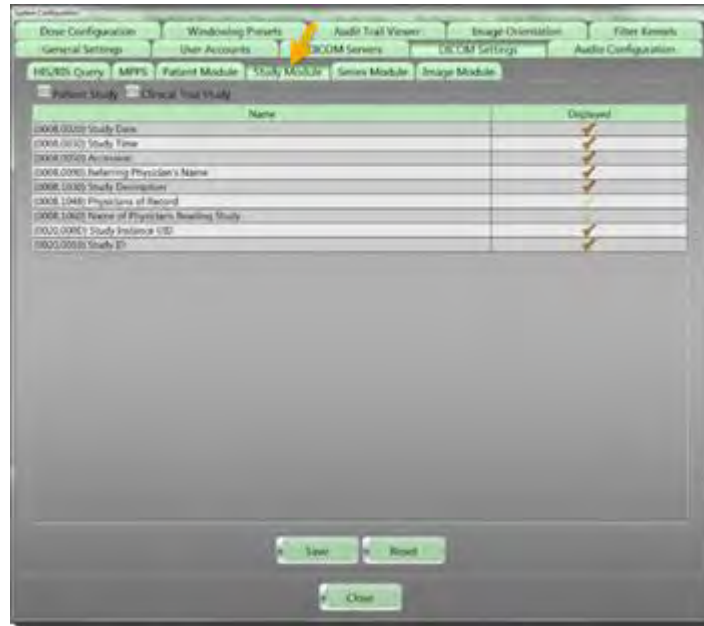 System Configuration
Dose Configuration Windowing Presets Audit Trail Viewer Image Orientation Filter Kernels
General Settings User Accounts DICOM Servers DICOM Settings Audio Configuration
HIS/RIS Query MPPS Patient Module Study Module Series Module Image Module
Patient Study Clinical Trial Study
Name Displayed
(0008,0020) Study Date
(0008,0030) Study Time
(0008,0050) Accession
(0008,0090) Referring Physician's Name
(0008,1030) Study Description
(0008,1048) Physicians of Record
(0008,1060) Name of Physicians Reading Study
(0020,000D) Study Instance UID
(0020,0010) Study ID
Save Reset
Close